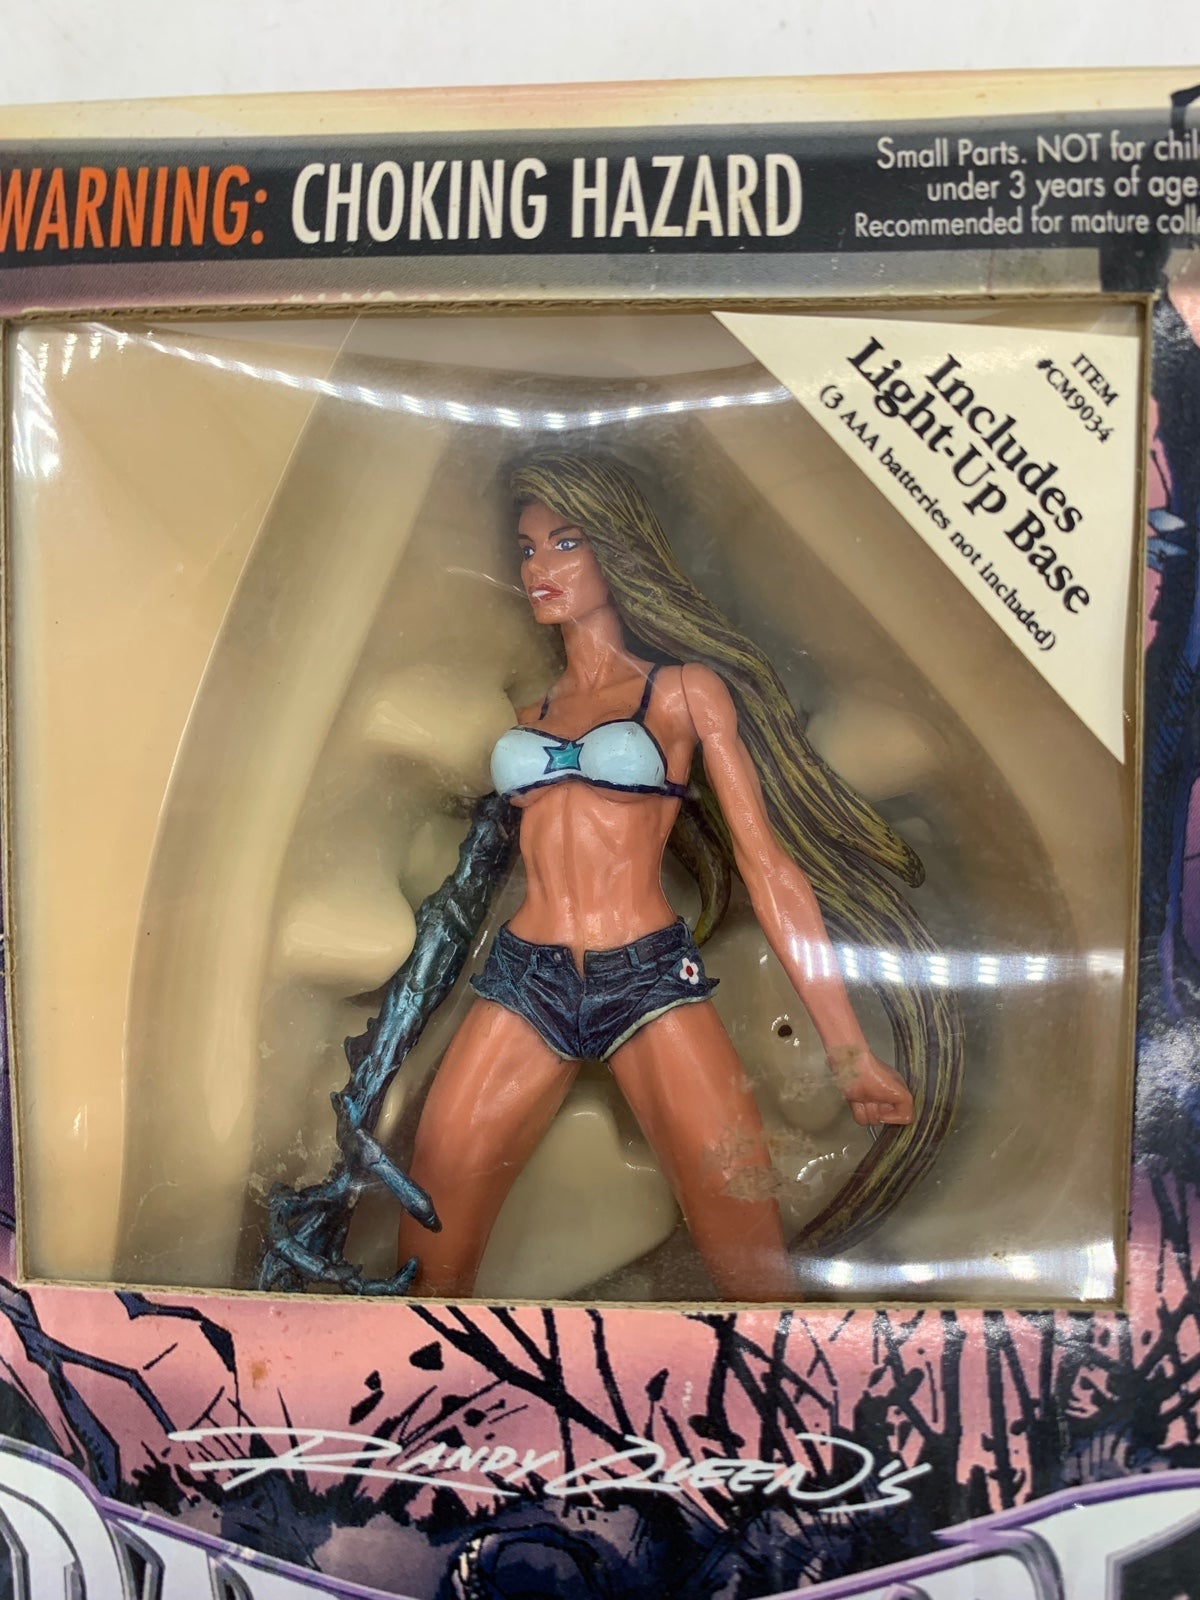 WARNING: CHOKING HAZARD
Small Parts. NOT for chil
under 3 years of age
Recommended for mature coll
ITEM
#CM9034
Includes
Light-Up Base
(3 AAA batteries not included)
RANDY QUEEN'S